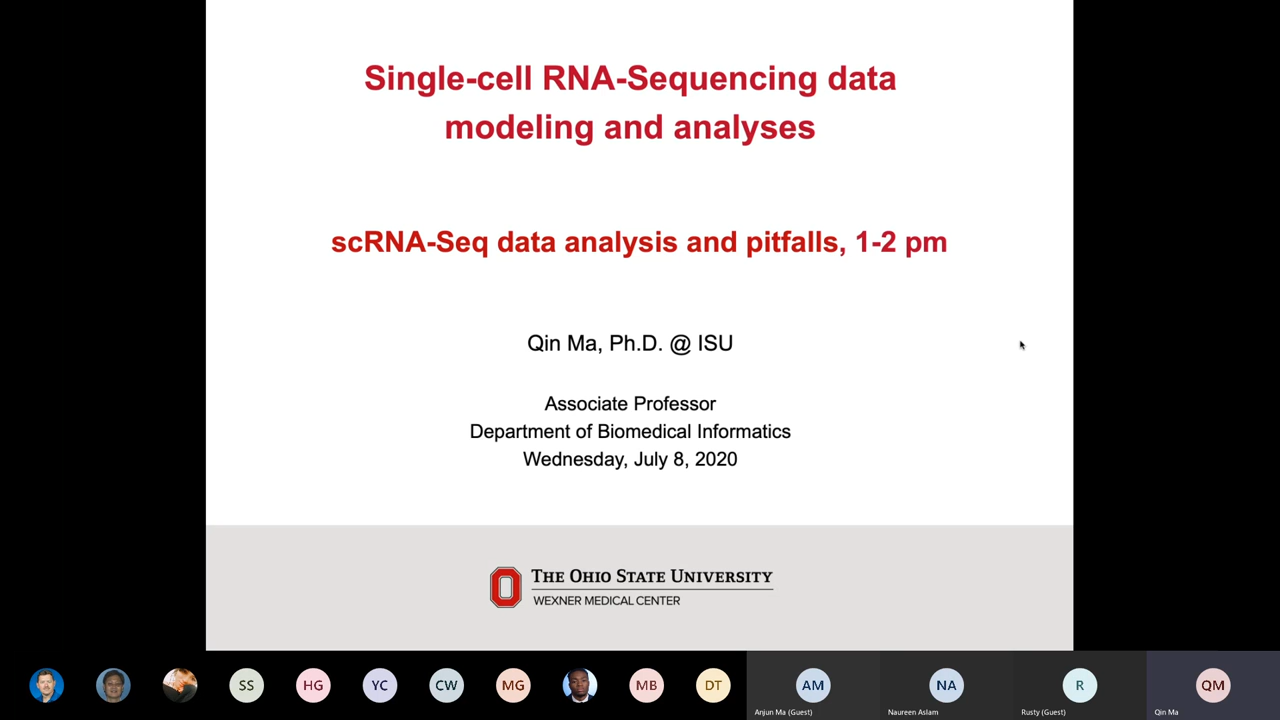 Single-cell RNA-Sequencing data
modeling and analyses
scRNA-Seq data analysis and pitfalls, 1-2 pm
Qin Ma, Ph.D. @ ISU
Associate Professor
Department of Biomedical Informatics
Wednesday, July 8, 2020
THE OHIO STATE UNIVERSITY
WEXNER MEDICAL CENTER
SS HG YC CW MG MB DT AM NA R QM
Anjun Ma (Guest) Naureen Aslam Rusty (Guest) Qin Ma